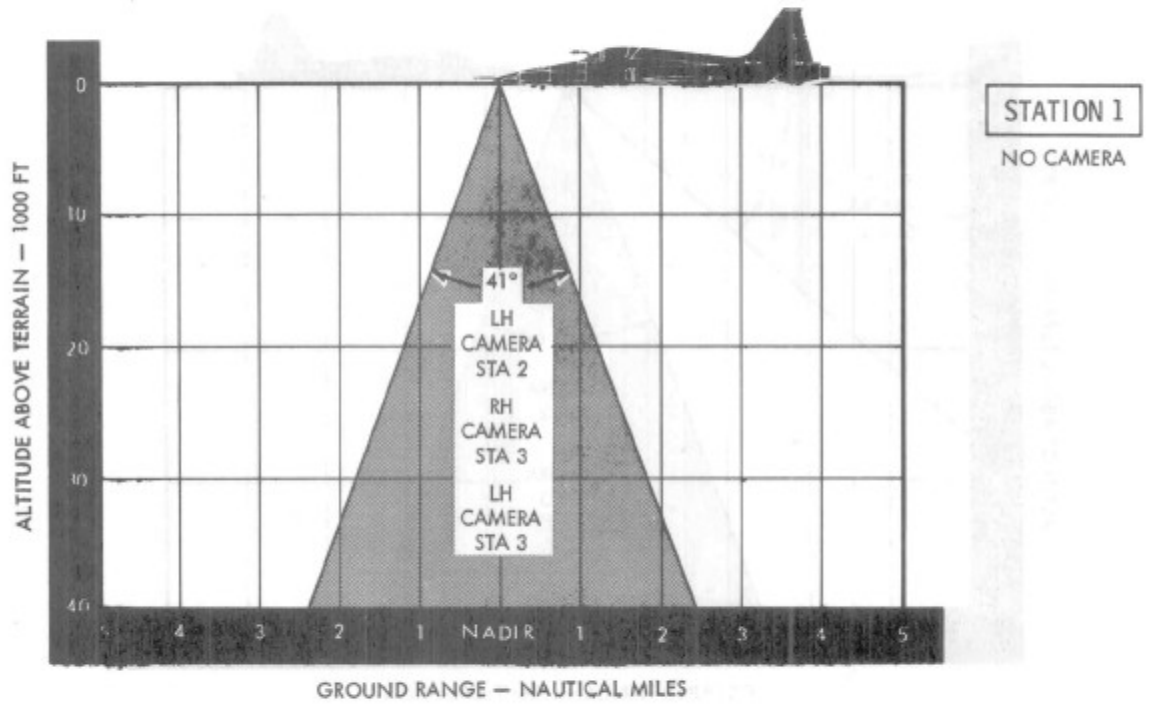 0
STATION 1
NO CAMERA
ALTITUDE ABOVE TERRAIN — 1000 FT
10
41°
LH
CAMERA
STA 2
20
RH
CAMERA
STA 3
30
LH
CAMERA
STA 3
40
5 4 3 2 1 NADIR 1 2 3 4 5
GROUND RANGE — NAUTICAL MILES